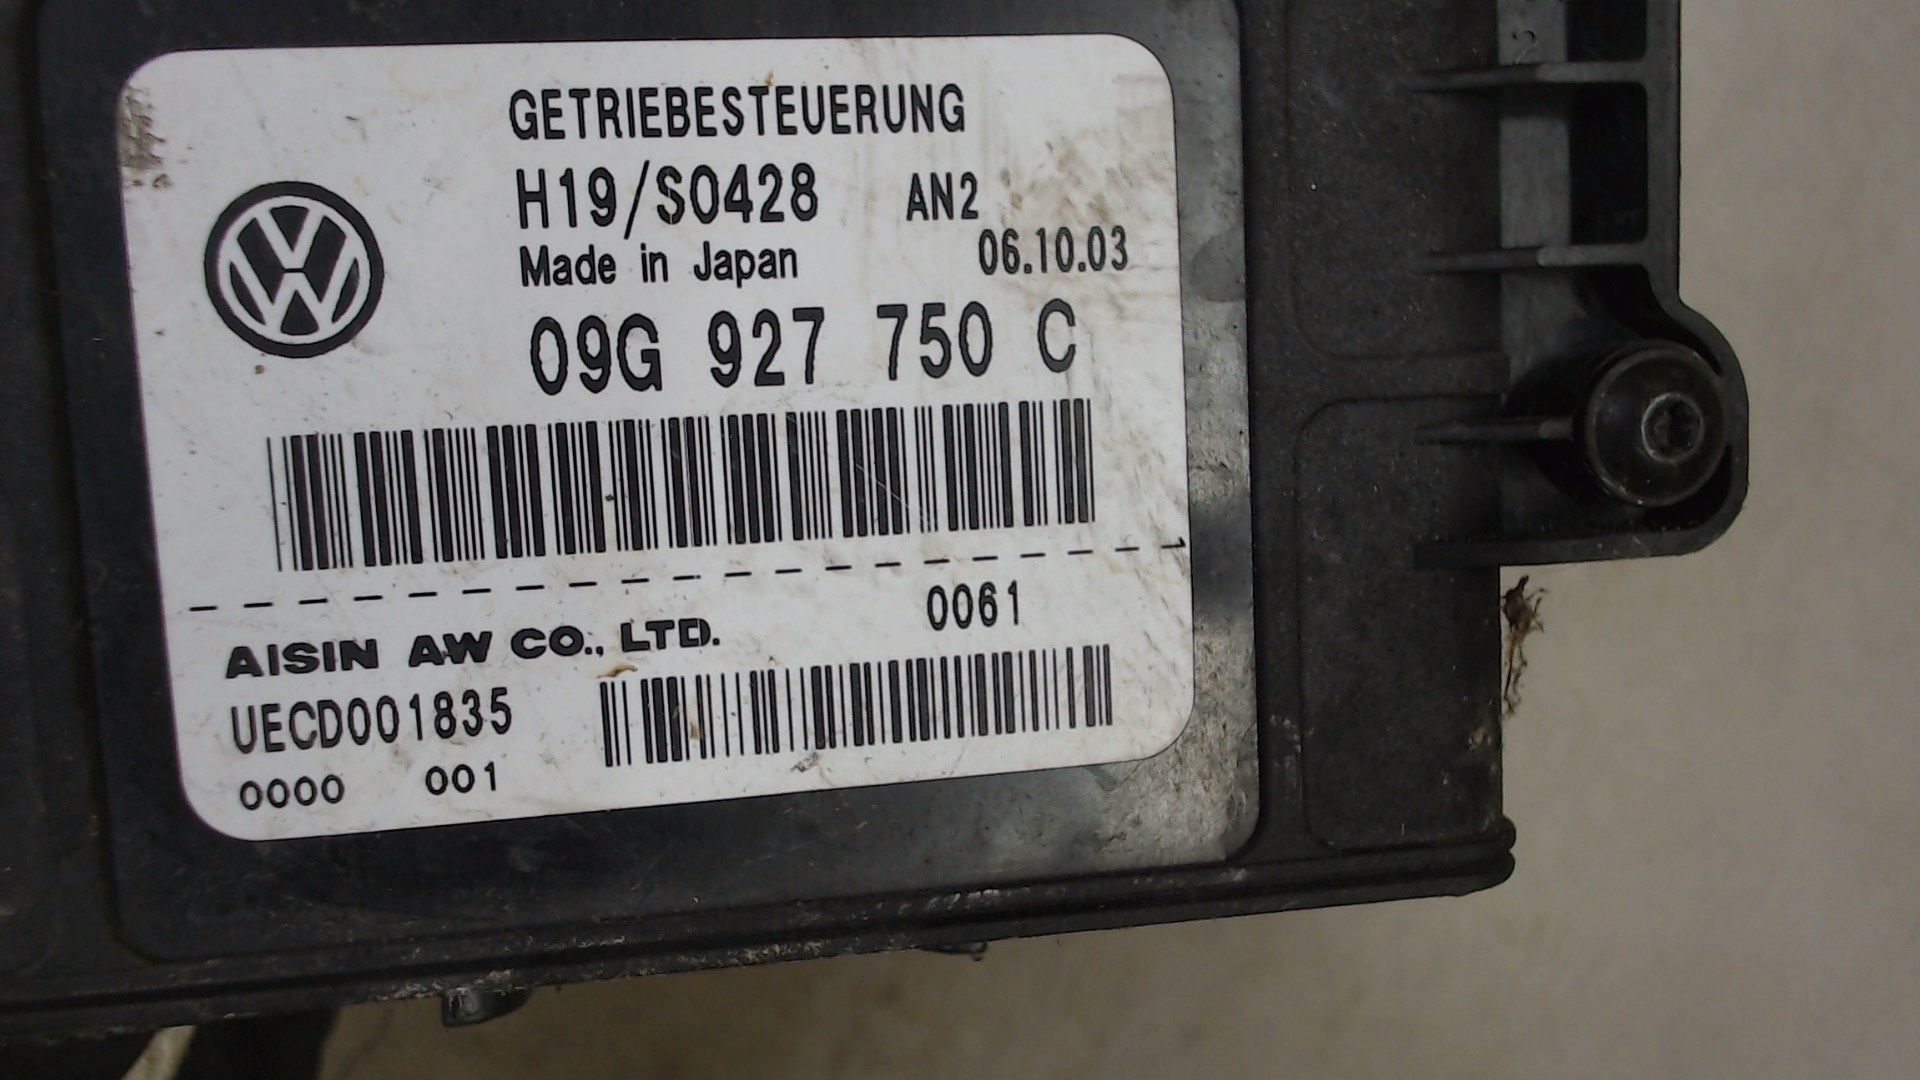 GETRIEBESTEUERUNG
H19/S0428 AN2
Made in Japan 06.10.03
09G 927 750 C
0061
AISIN AW CO., LTD.
UECD001835
0000 001
2